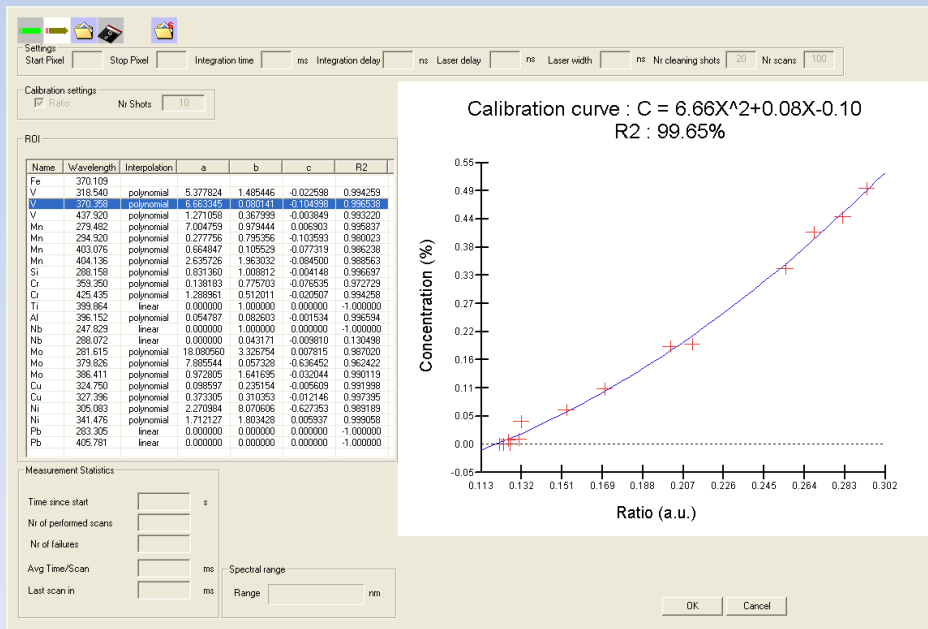 Settings
Start Pixel Stop Pixel Integration time ms Integration delay ns Laser delay ns Laser width ns Nr cleaning shots 20 Nr scans 100
Calibration settings
Ratio Nr Shots 10
ROI
Name Wavelength Interpolation a b c R2
Fe 370.109
V 318.540 polynomial 5.377824 1.485446 -0.022598 0.994259
V 370.358 polynomial 6.663345 0.080141 -0.104998 0.996538
V 437.920 polynomial 1.271058 0.367999 -0.003849 0.993220
Mn 279.482 polynomial 7.004759 0.979444 0.006903 0.995837
Mn 294.920 polynomial 0.277756 0.795356 -0.103593 0.980023
Mn 403.076 polynomial 0.664847 0.105529 -0.077319 0.986238
Mn 404.136 polynomial 2.635726 1.963032 -0.084500 0.988563
Si 288.158 polynomial 0.831360 1.008812 -0.004148 0.996697
Cr 359.350 polynomial 0.138183 0.775703 -0.076535 0.972729
Cr 425.435 polynomial 1.288961 0.512011 -0.020507 0.994258
Ti 399.864 linear 0.000000 1.000000 0.000000 -1.000000
Al 396.152 polynomial 0.054787 0.082603 -0.001534 0.996594
Nb 247.829 linear 0.000000 1.000000 0.000000 -1.000000
Nb 288.072 linear 0.000000 0.043171 -0.009810 0.130498
Mo 281.615 polynomial 18.080560 3.326754 0.007815 0.987020
Mo 379.826 polynomial 7.885544 0.057328 -0.636452 0.962422
Mo 386.411 polynomial 0.972805 1.641695 -0.032044 0.990119
Cu 324.750 polynomial 0.098597 0.235154 -0.005609 0.991998
Cu 327.396 polynomial 0.373305 0.310353 -0.012146 0.997395
Ni 305.083 polynomial 2.270984 8.070606 -0.627353 0.989189
Ni 341.476 polynomial 1.712127 1.803428 0.005937 0.999058
Pb 283.305 linear 0.000000 0.000000 0.000000 -1.000000
Pb 405.781 linear 0.000000 0.000000 0.000000 -1.000000
Calibration curve : C = 6.66X^2+0.08X-0.10
R2 : 99.65%
Concentration (%)
0.55
0.49
0.44
0.38
0.33
0.27
0.22
0.16
0.11
0.05
0.00
-0.05
0.113 0.132 0.151 0.169 0.188 0.207 0.226 0.245 0.264 0.283 0.302
Ratio (a.u.)
Measurement Statistics
Time since start s
Nr of performed scans
Nr of failures
Avg Time/Scan ms
Last scan in ms
Spectral range
Range nm
OK Cancel